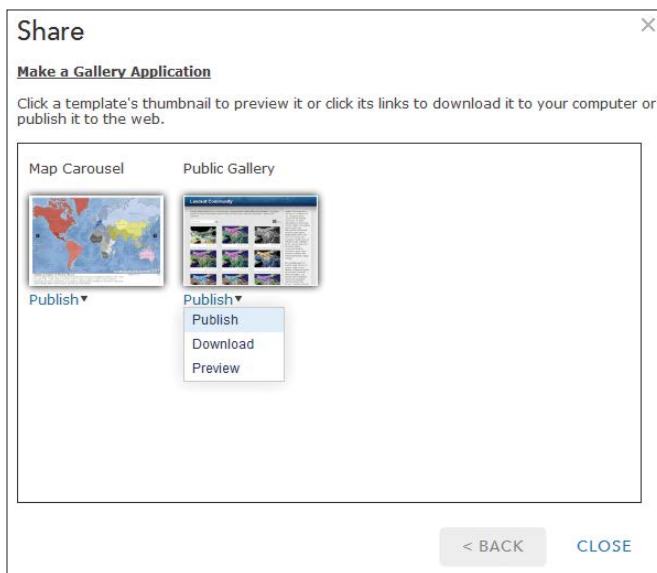 Share
×
Make a Gallery Application
Click a template's thumbnail to preview it or click its links to download it to your computer or
publish it to the web.
Map Carousel Public Gallery
Landsat Community
Publish▾ Publish▾
Publish
Download
Preview
< BACK CLOSE